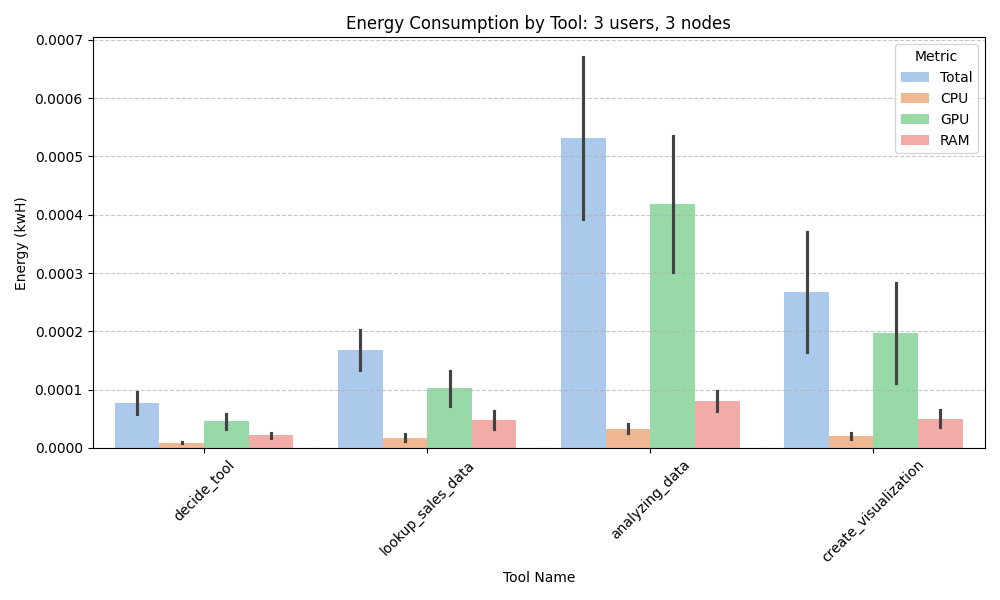 Energy Consumption by Tool: 3 users, 3 nodes
Metric
Total
CPU
GPU
RAM
Energy (kwH)
0.0007
0.0006
0.0005
0.0004
0.0003
0.0002
0.0001
0.0000
decide_tool
lookup_sales_data
analyzing_data
create_visualization
Tool Name